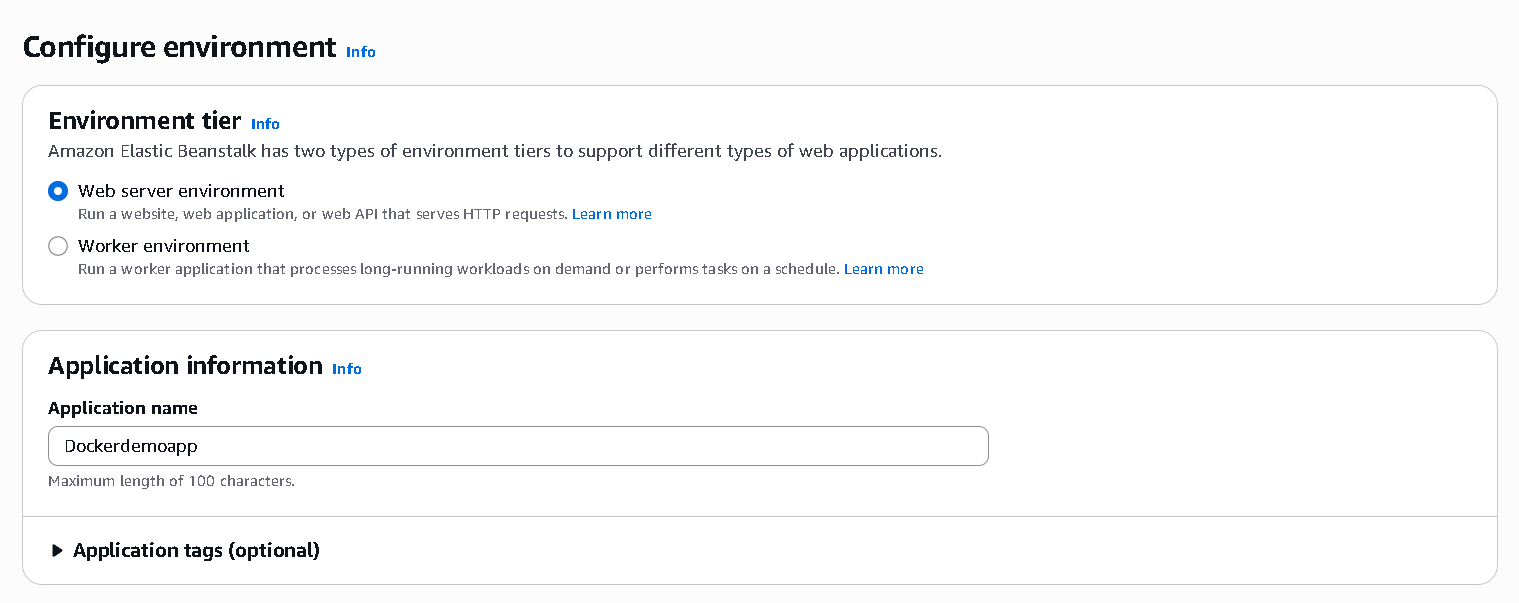 Configure environment Info
Environment tier Info
Amazon Elastic Beanstalk has two types of environment tiers to support different types of web applications.
Web server environment
Run a website, web application, or web API that serves HTTP requests. Learn more
Worker environment
Run a worker application that processes long-running workloads on demand or performs tasks on a schedule. Learn more
Application information Info
Application name
Dockerdemoapp
Maximum length of 100 characters.
Application tags (optional)